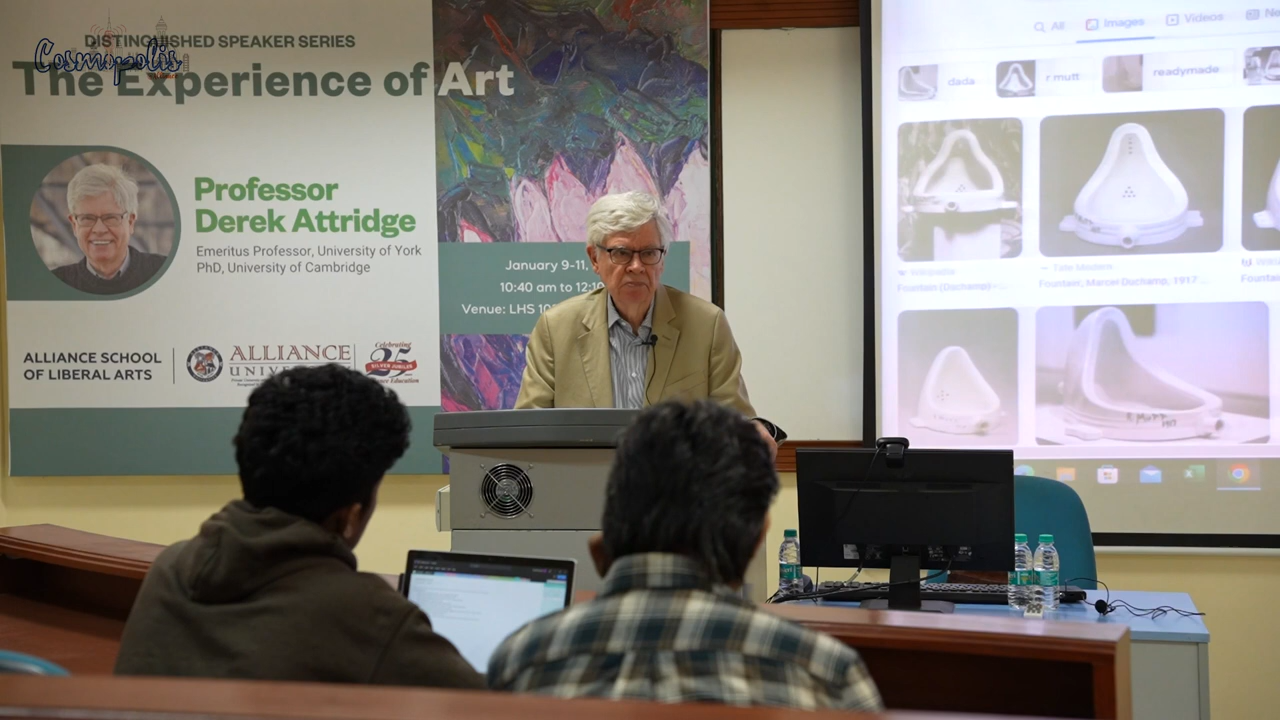 DISTINGUISHED SPEAKER SERIES
Cosmopolis
The Experience of Art
Professor
Derek Attridge
Emeritus Professor, University of York
PhD, University of Cambridge
January 9-11,
10:40 am to 12:10
Venue: LHS
ALLIANCE SCHOOL
OF LIBERAL ARTS
ALLIANCE
Celebrating
25
SILVER JUBILEE
All
Images
Videos
dada
r mutt
readymade
Wikipedia
Fountain (Duchamp) - ...
Tate Modern
Fountain', Marcel Duchamp, 1917 ...